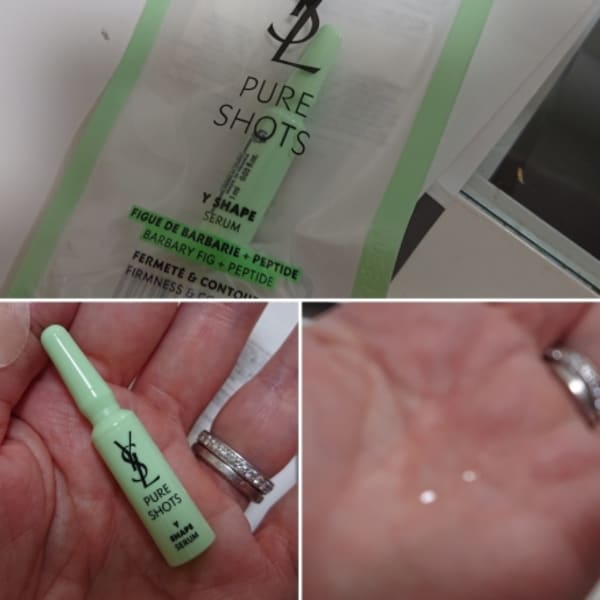 YSL
PURE
SHOTS
Y SHAPE
SERUM
FIGUE DE BARBARIE + PEPTIDE
BARBARY FIG + PEPTIDE
FERMETÉ & CONTOUR
FIRMNESS &
YSL
PURE
SHOTS
Y
SHAPE
SERUM